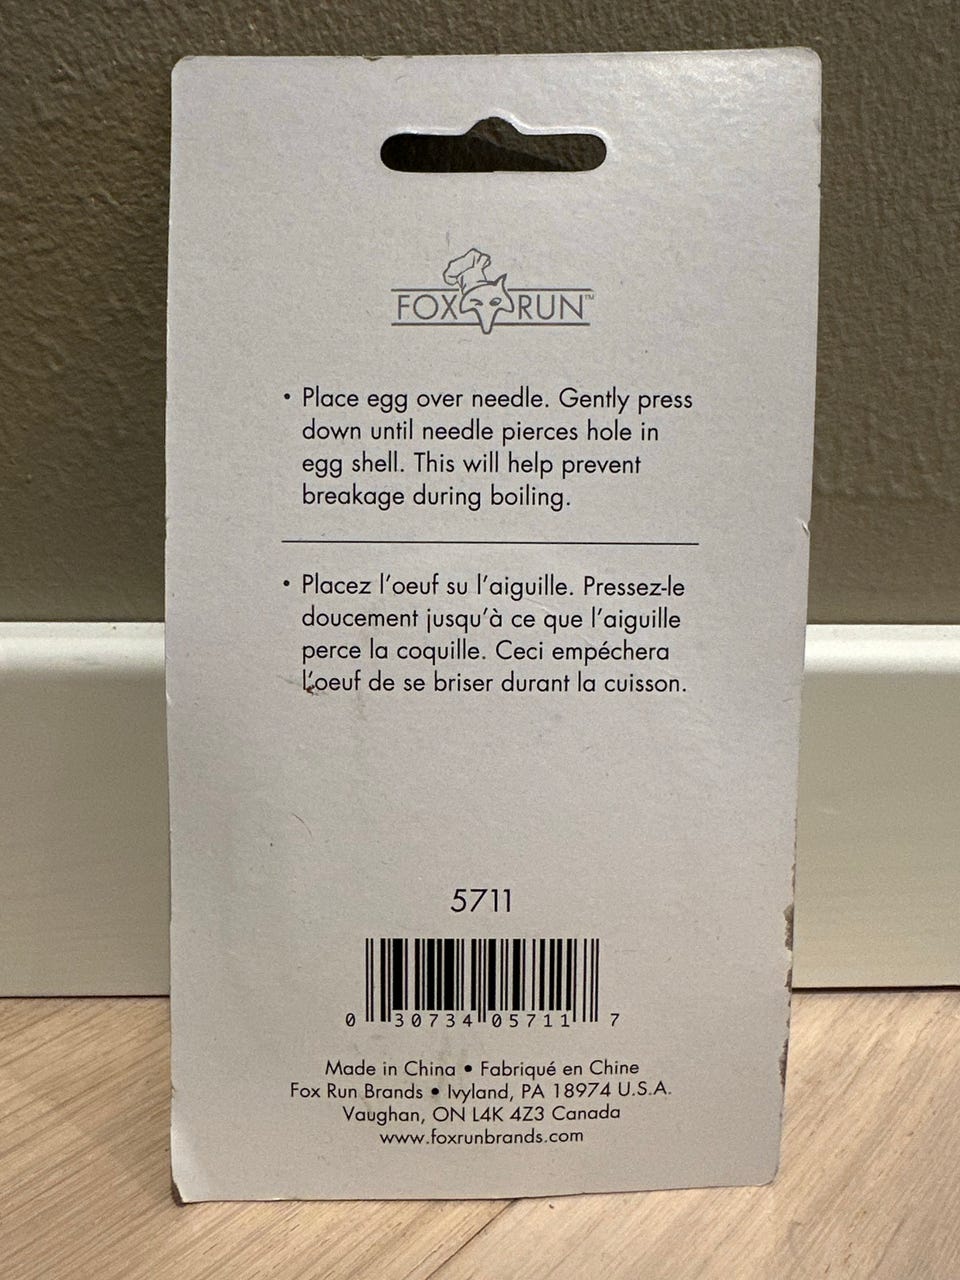 FOX RUN™
• Place egg over needle. Gently press
down until needle pierces hole in
egg shell. This will help prevent
breakage during boiling.
• Placez l'oeuf su l'aiguille. Pressez-le
doucement jusqu'à ce que l'aiguille
perce la coquille. Ceci empéchera
l'oeuf de se briser durant la cuisson.
5711
0 30734 05711 7
Made in China • Fabriqué en Chine
Fox Run Brands • Ivyland, PA 18974 U.S.A.
Vaughan, ON L4K 4Z3 Canada
www.foxrunbrands.com